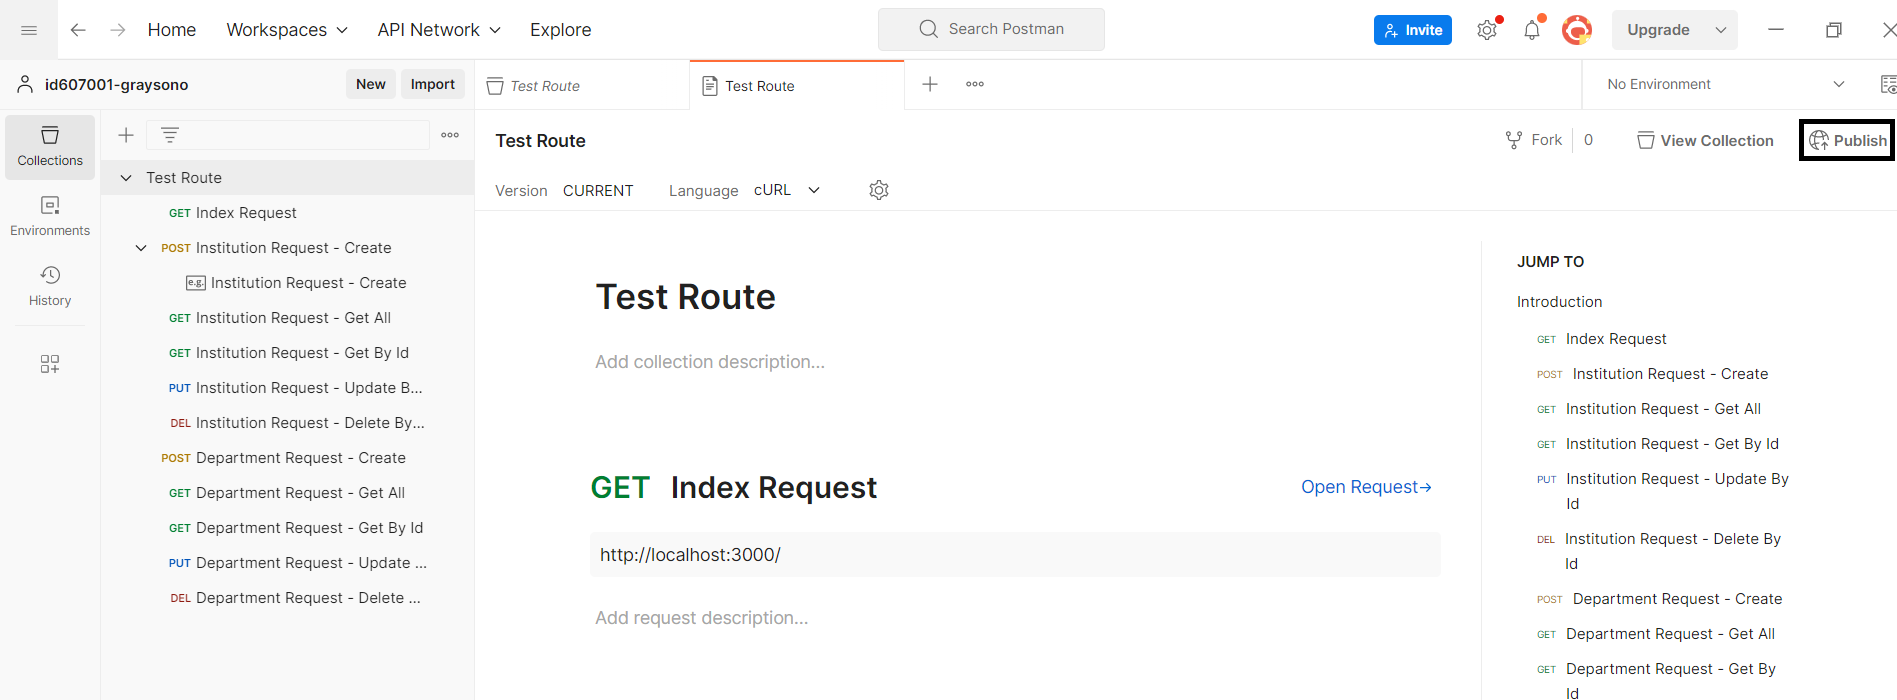 Home Workspaces API Network Explore Search Postman Invite Upgrade
id607001-graysono New Import Test Route Test Route No Environment
Collections
Environments
History
Test Route
GET Index Request
POST Institution Request - Create
e.g. Institution Request - Create
GET Institution Request - Get All
GET Institution Request - Get By Id
PUT Institution Request - Update B...
DEL Institution Request - Delete By...
POST Department Request - Create
GET Department Request - Get All
GET Department Request - Get By Id
PUT Department Request - Update ...
DEL Department Request - Delete ...
Test Route Fork 0 View Collection Publish
Version CURRENT Language cURL
Test Route
Add collection description...
GET Index Request Open Request→
http://localhost:3000/
Add request description...
JUMP TO
Introduction
GET Index Request
POST Institution Request - Create
GET Institution Request - Get All
GET Institution Request - Get By Id
PUT Institution Request - Update By
Id
DEL Institution Request - Delete By
Id
POST Department Request - Create
GET Department Request - Get All
GET Department Request - Get By
Id